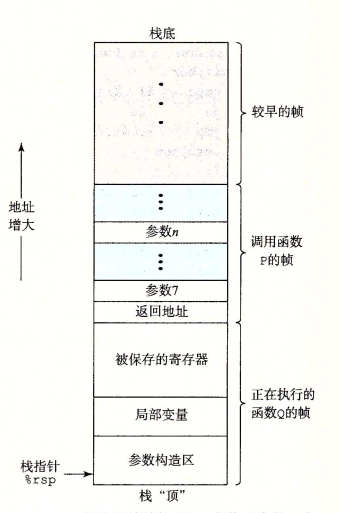 栈底
较早的帧
地址
增大
参数n
调用函数
P的帧
参数7
返回地址
被保存的寄存器
正在执行的
函数Q的帧
局部变量
参数构造区
栈指针
%rsp
栈“顶”